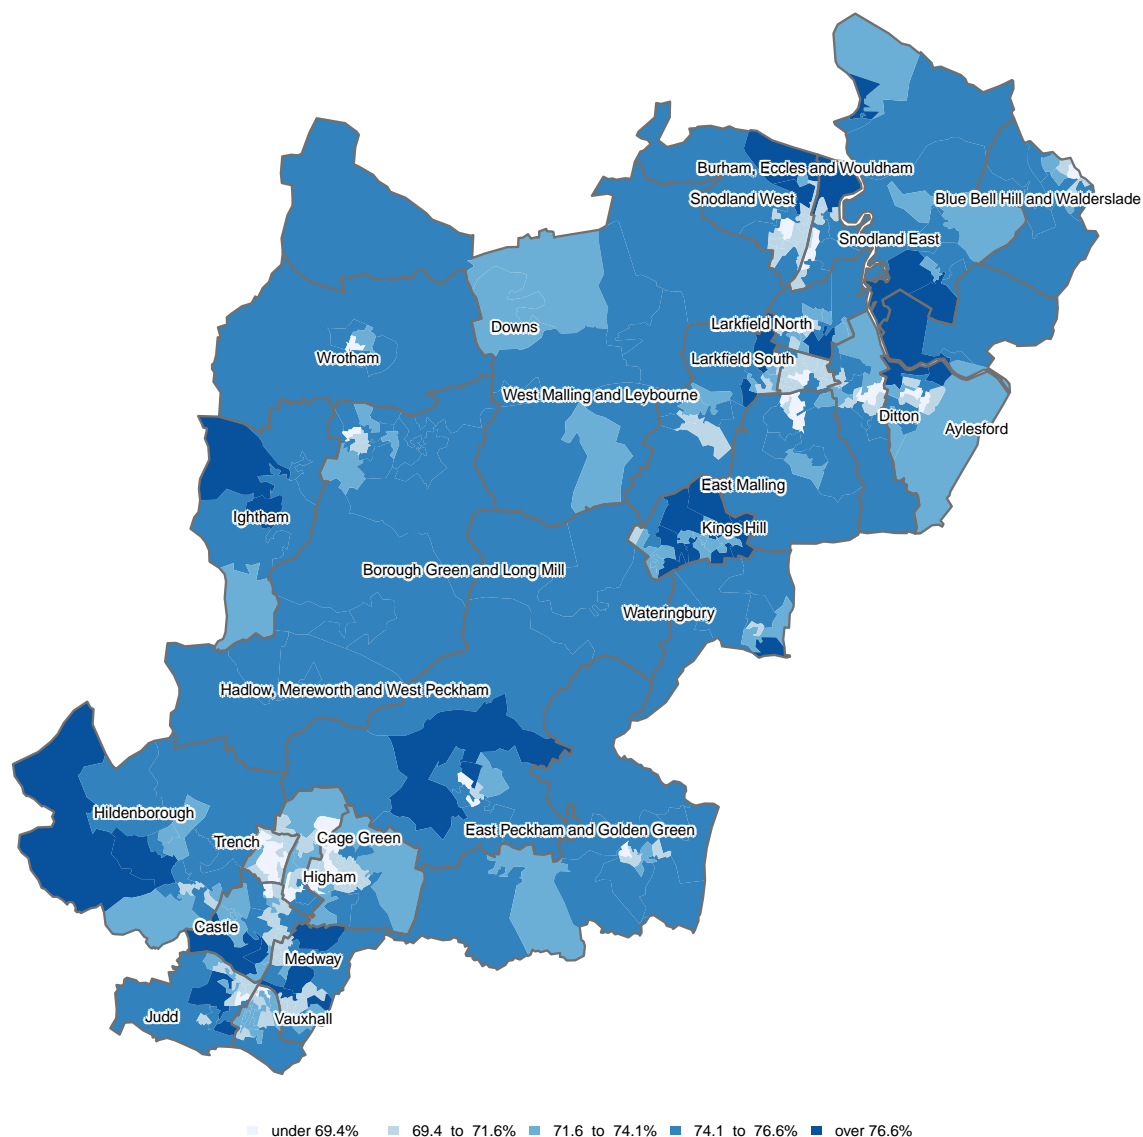 Burham, Eccles and Wouldham
Snodland West
Blue Bell Hill and Walderslade
Snodland East
Larkfield North
Downs
Wrotham
Larkfield South
West Malling and Leybourne
Ditton
Aylesford
East Malling
Ightham
Kings Hill
Borough Green and Long Mill
Wateringbury
Hadlow, Mereworth and West Peckham
Hildenborough
East Peckham and Golden Green
Trench
Cage Green
Higham
Castle
Medway
Judd
Vauxhall
under 69.4% 69.4 to 71.6% 71.6 to 74.1% 74.1 to 76.6% over 76.6%